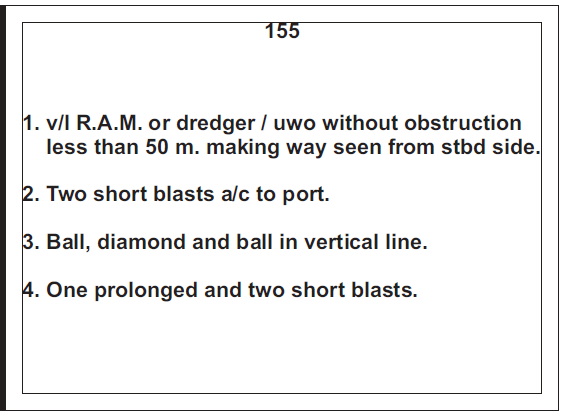 155
1. v/l R.A.M. or dredger / uwo without obstruction
less than 50 m. making way seen from stbd side.
2. Two short blasts a/c to port.
3. Ball, diamond and ball in vertical line.
4. One prolonged and two short blasts.